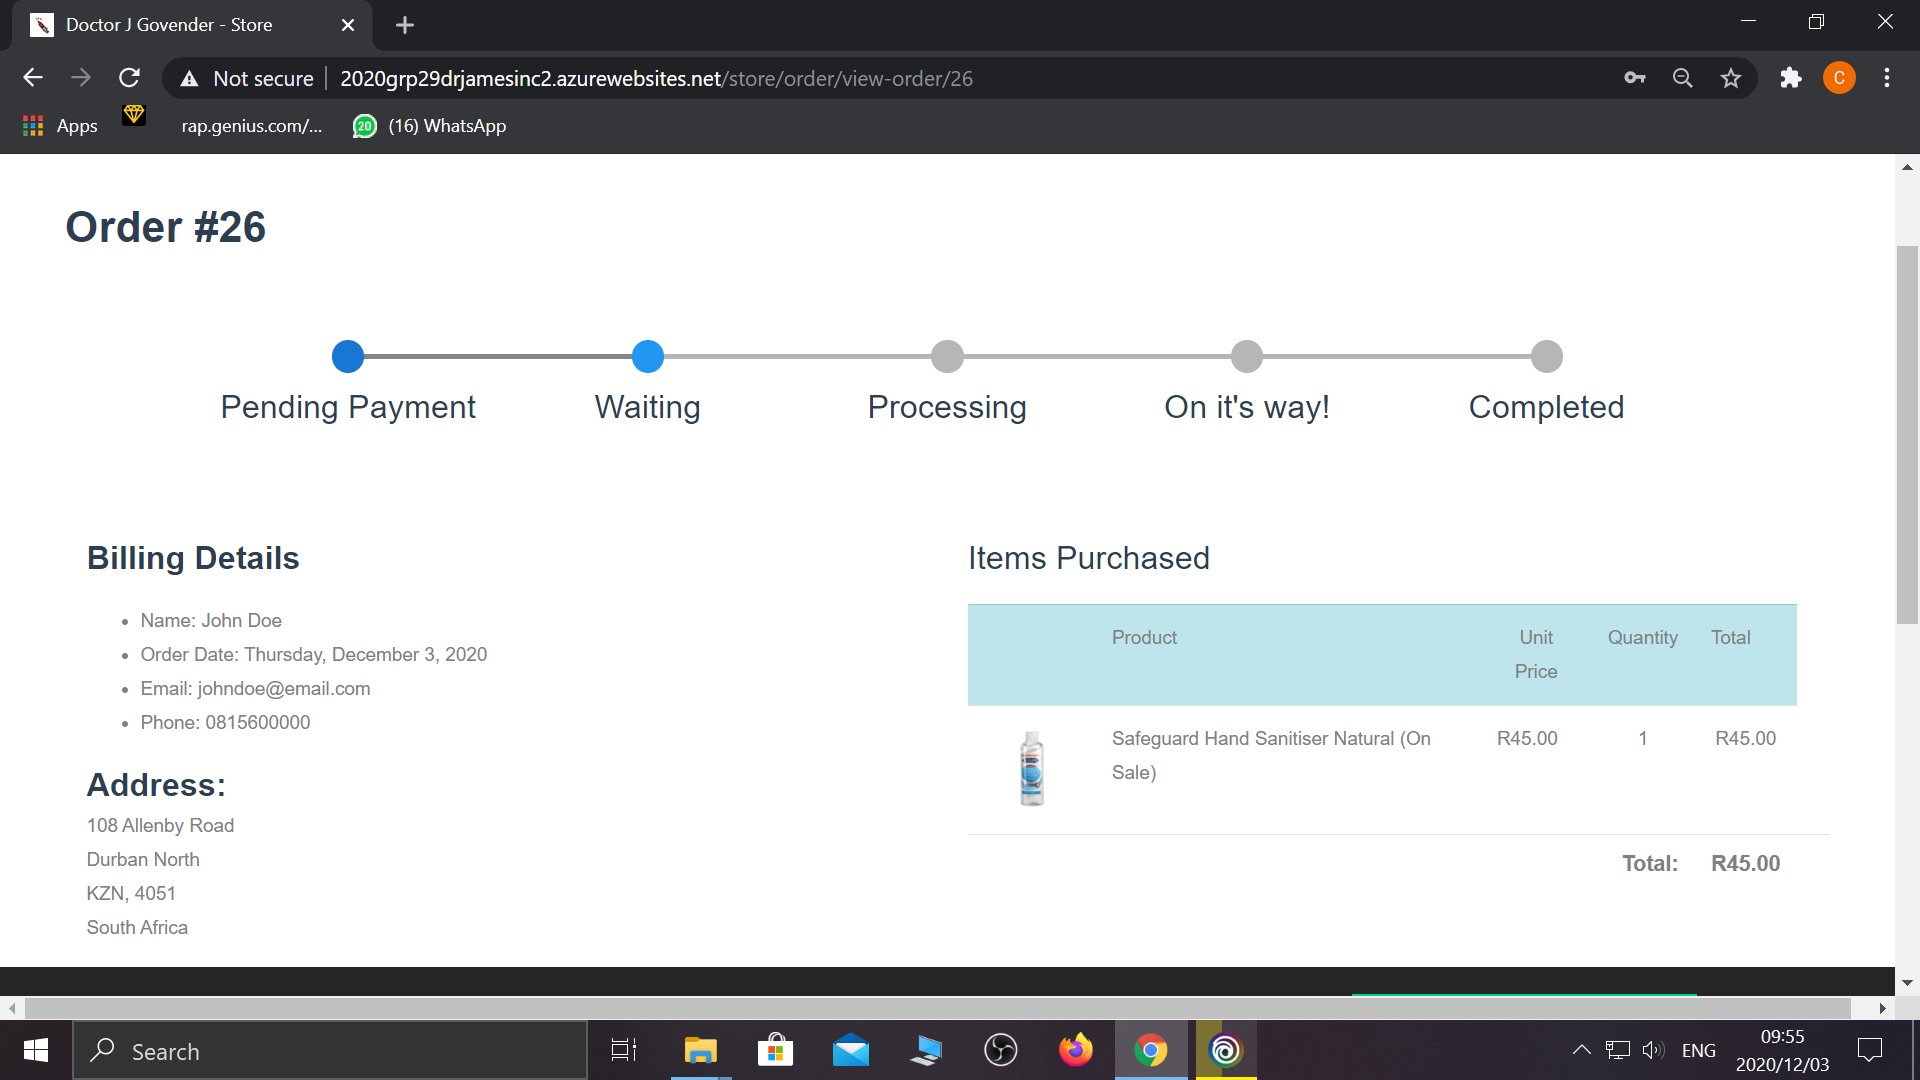 Doctor J Govender - Store
Not secure
2020grp29drjamesinc2.azurewebsites.net/store/order/view-order/26
C
Apps
rap.genius.com/...
20
(16) WhatsApp
Order #26
Pending Payment
Waiting
Processing
On it's way!
Completed
Billing Details
Name: John Doe
Order Date: Thursday, December 3, 2020
Email: johndoe@email.com
Phone: 0815600000
Address:
108 Allenby Road
Durban North
KZN, 4051
South Africa
Items Purchased
Product
Unit
Price
Quantity
Total
Safeguard Hand Sanitiser Natural (On
Sale)
R45.00
1
R45.00
Total:
R45.00
Search
ENG
09:55
2020/12/03